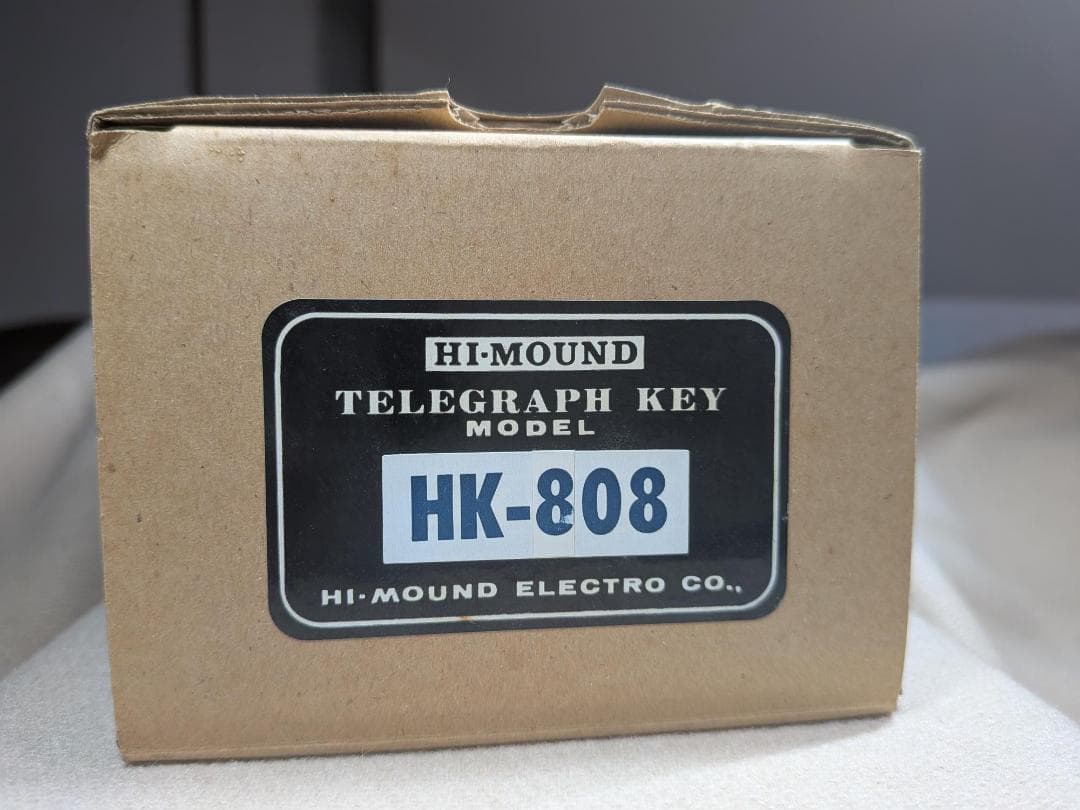 HI-MOUND
TELEGRAPH KEY
MODEL
HK-808
HI-MOUND ELECTRO CO.,